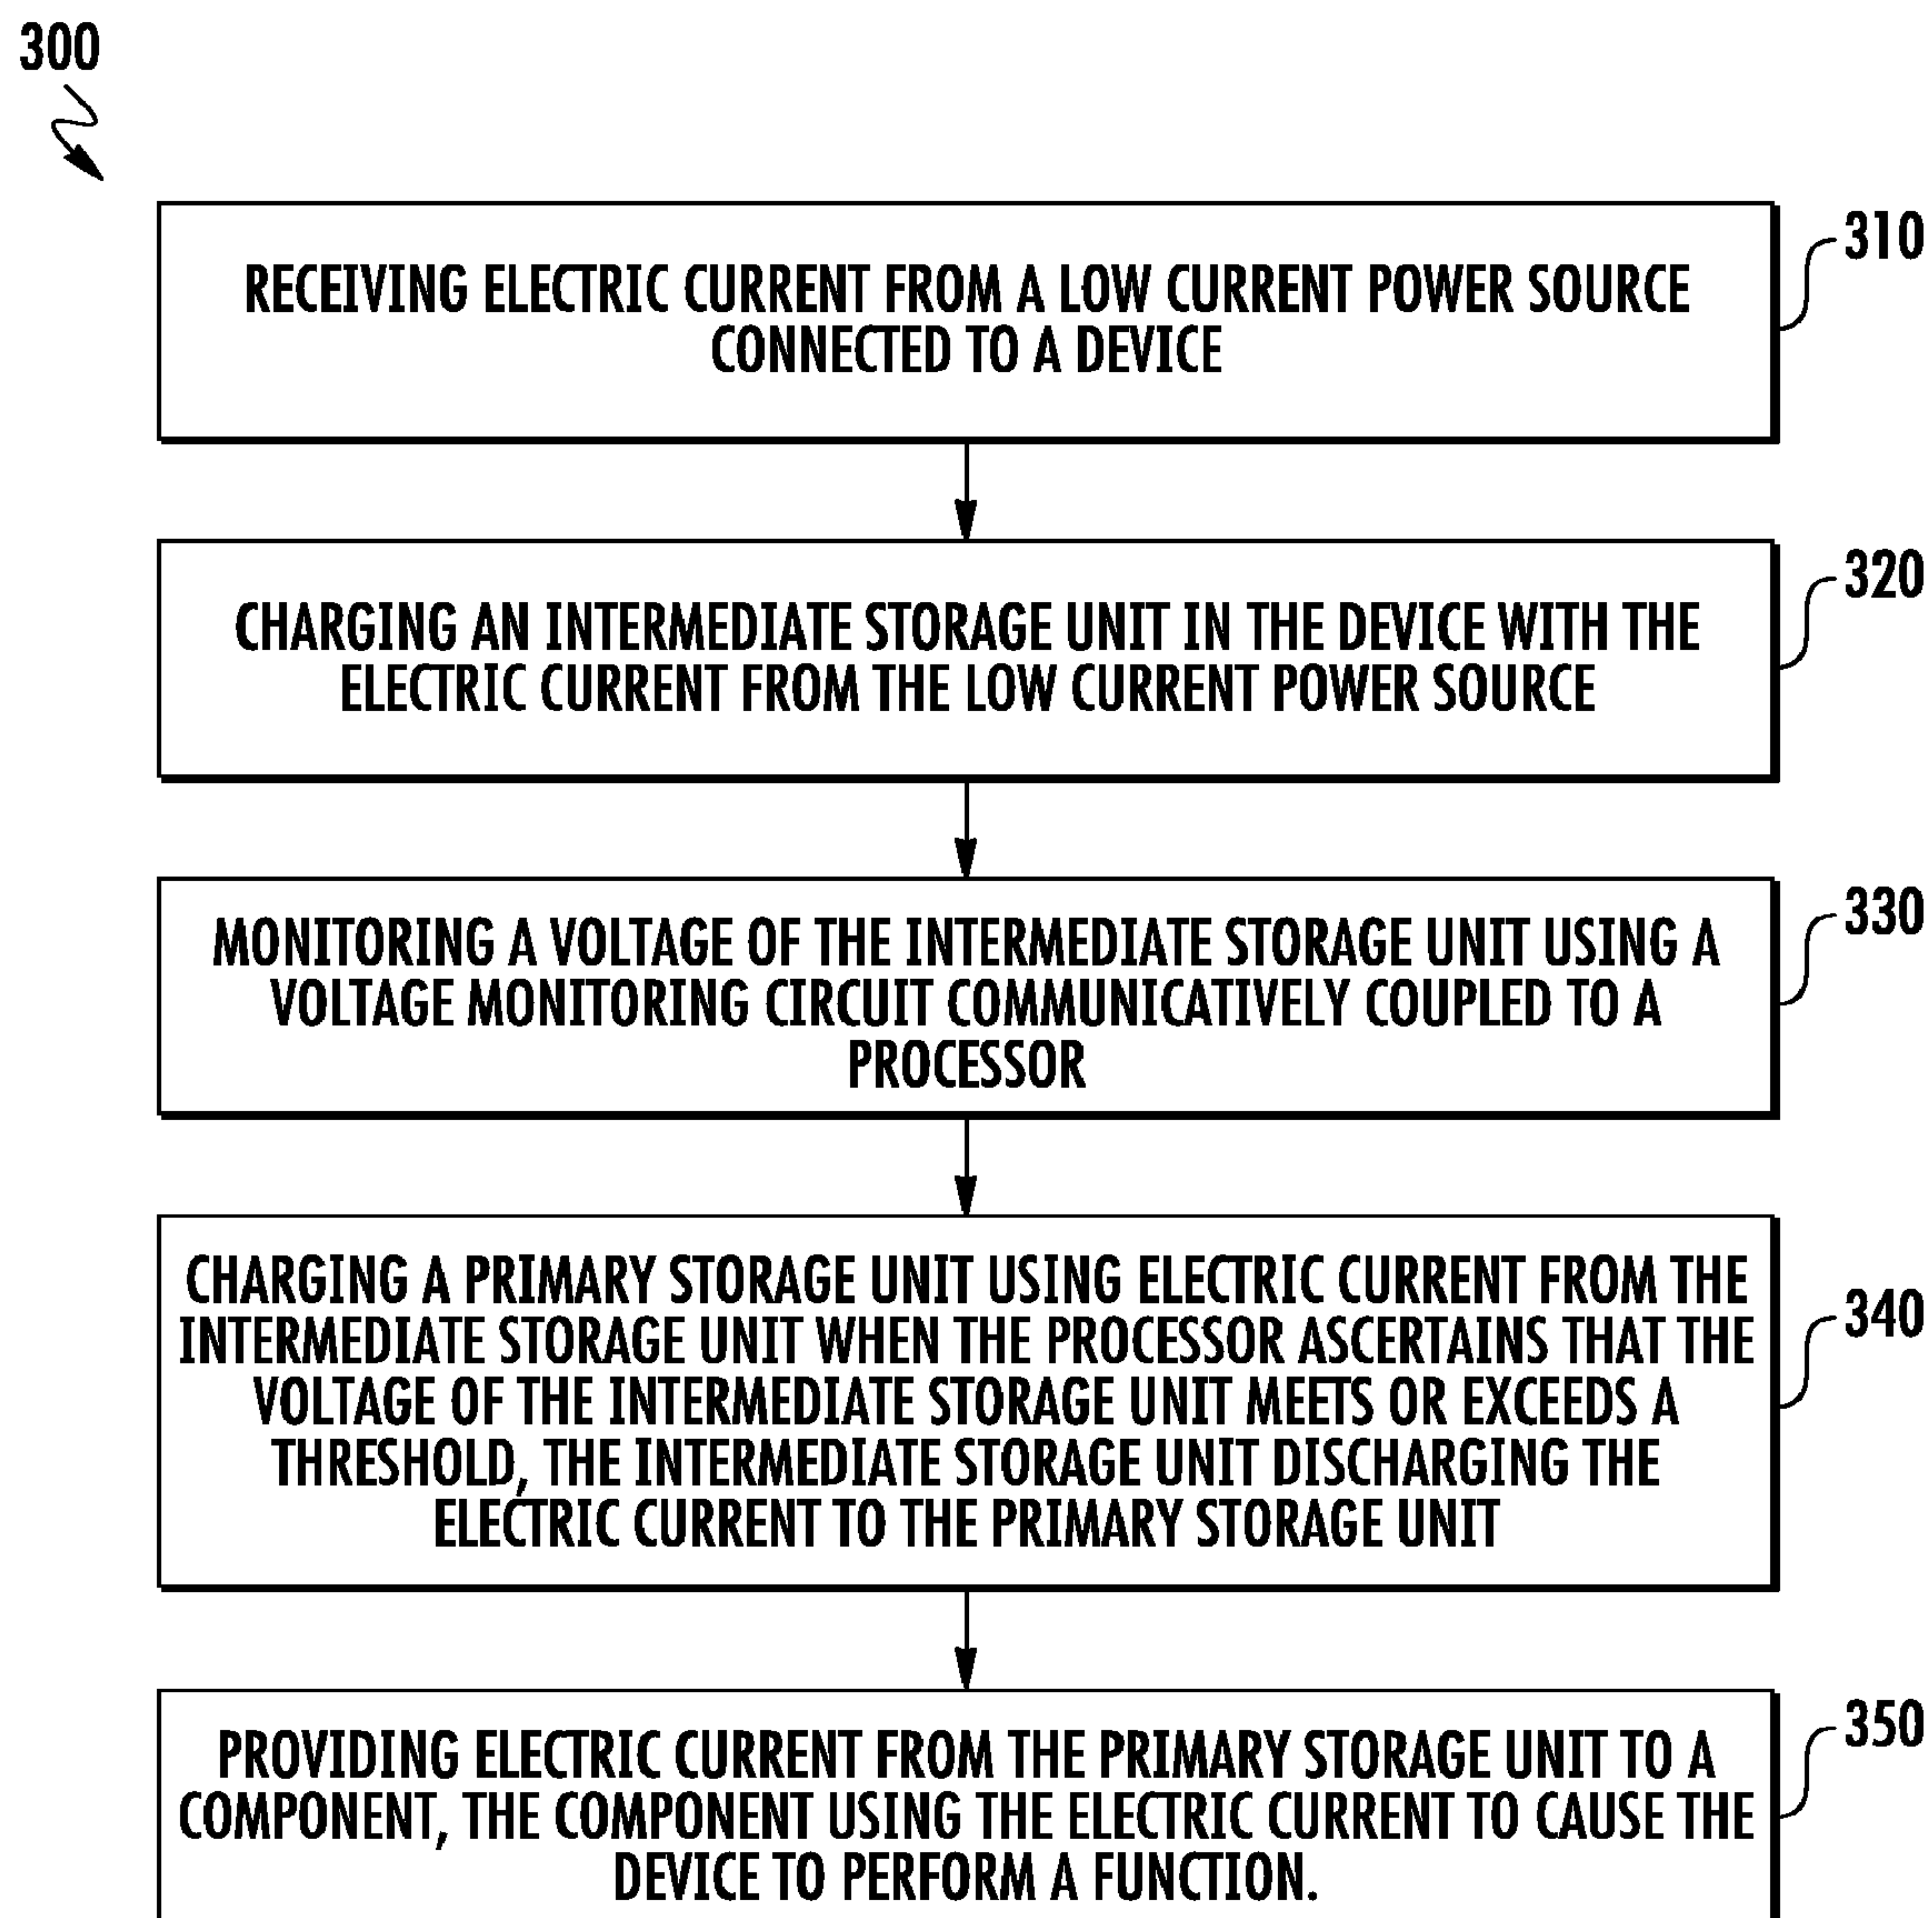 300
310
RECEIVING ELECTRIC CURRENT FROM A LOW CURRENT POWER SOURCE
CONNECTED TO A DEVICE
320
CHARGING AN INTERMEDIATE STORAGE UNIT IN THE DEVICE WITH THE
ELECTRIC CURRENT FROM THE LOW CURRENT POWER SOURCE
330
MONITORING A VOLTAGE OF THE INTERMEDIATE STORAGE UNIT USING A
VOLTAGE MONITORING CIRCUIT COMMUNICATIVELY COUPLED TO A
PROCESSOR
CHARGING A PRIMARY STORAGE UNIT USING ELECTRIC CURRENT FROM THE
340
INTERMEDIATE STORAGE UNIT WHEN THE PROCESSOR ASCERTAINS THAT THE
VOLTAGE OF THE INTERMEDIATE STORAGE UNIT MEETS OR EXCEEDS A
THRESHOLD, THE INTERMEDIATE STORAGE UNIT DISCHARGING THE
ELECTRIC CURRENT TO THE PRIMARY STORAGE UNIT
350
PROVIDING ELECTRIC CURRENT FROM THE PRIMARY STORAGE UNIT TO A
COMPONENT, THE COMPONENT USING THE ELECTRIC CURRENT TO CAUSE THE
DEVICE TO PERFORM A FUNCTION.